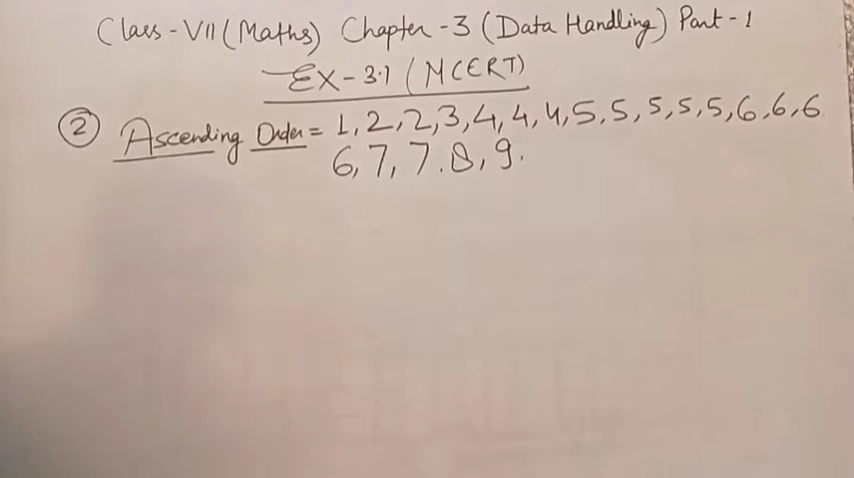 Class - VII (Maths) Chapter - 3 (Data Handling) Part - 1
EX - 3.1 (NCERT)
② Ascending Order = 1, 2, 2, 3, 4, 4, 4, 5, 5, 5, 5, 5, 6, 6, 6
6, 7, 7. 8, 9.